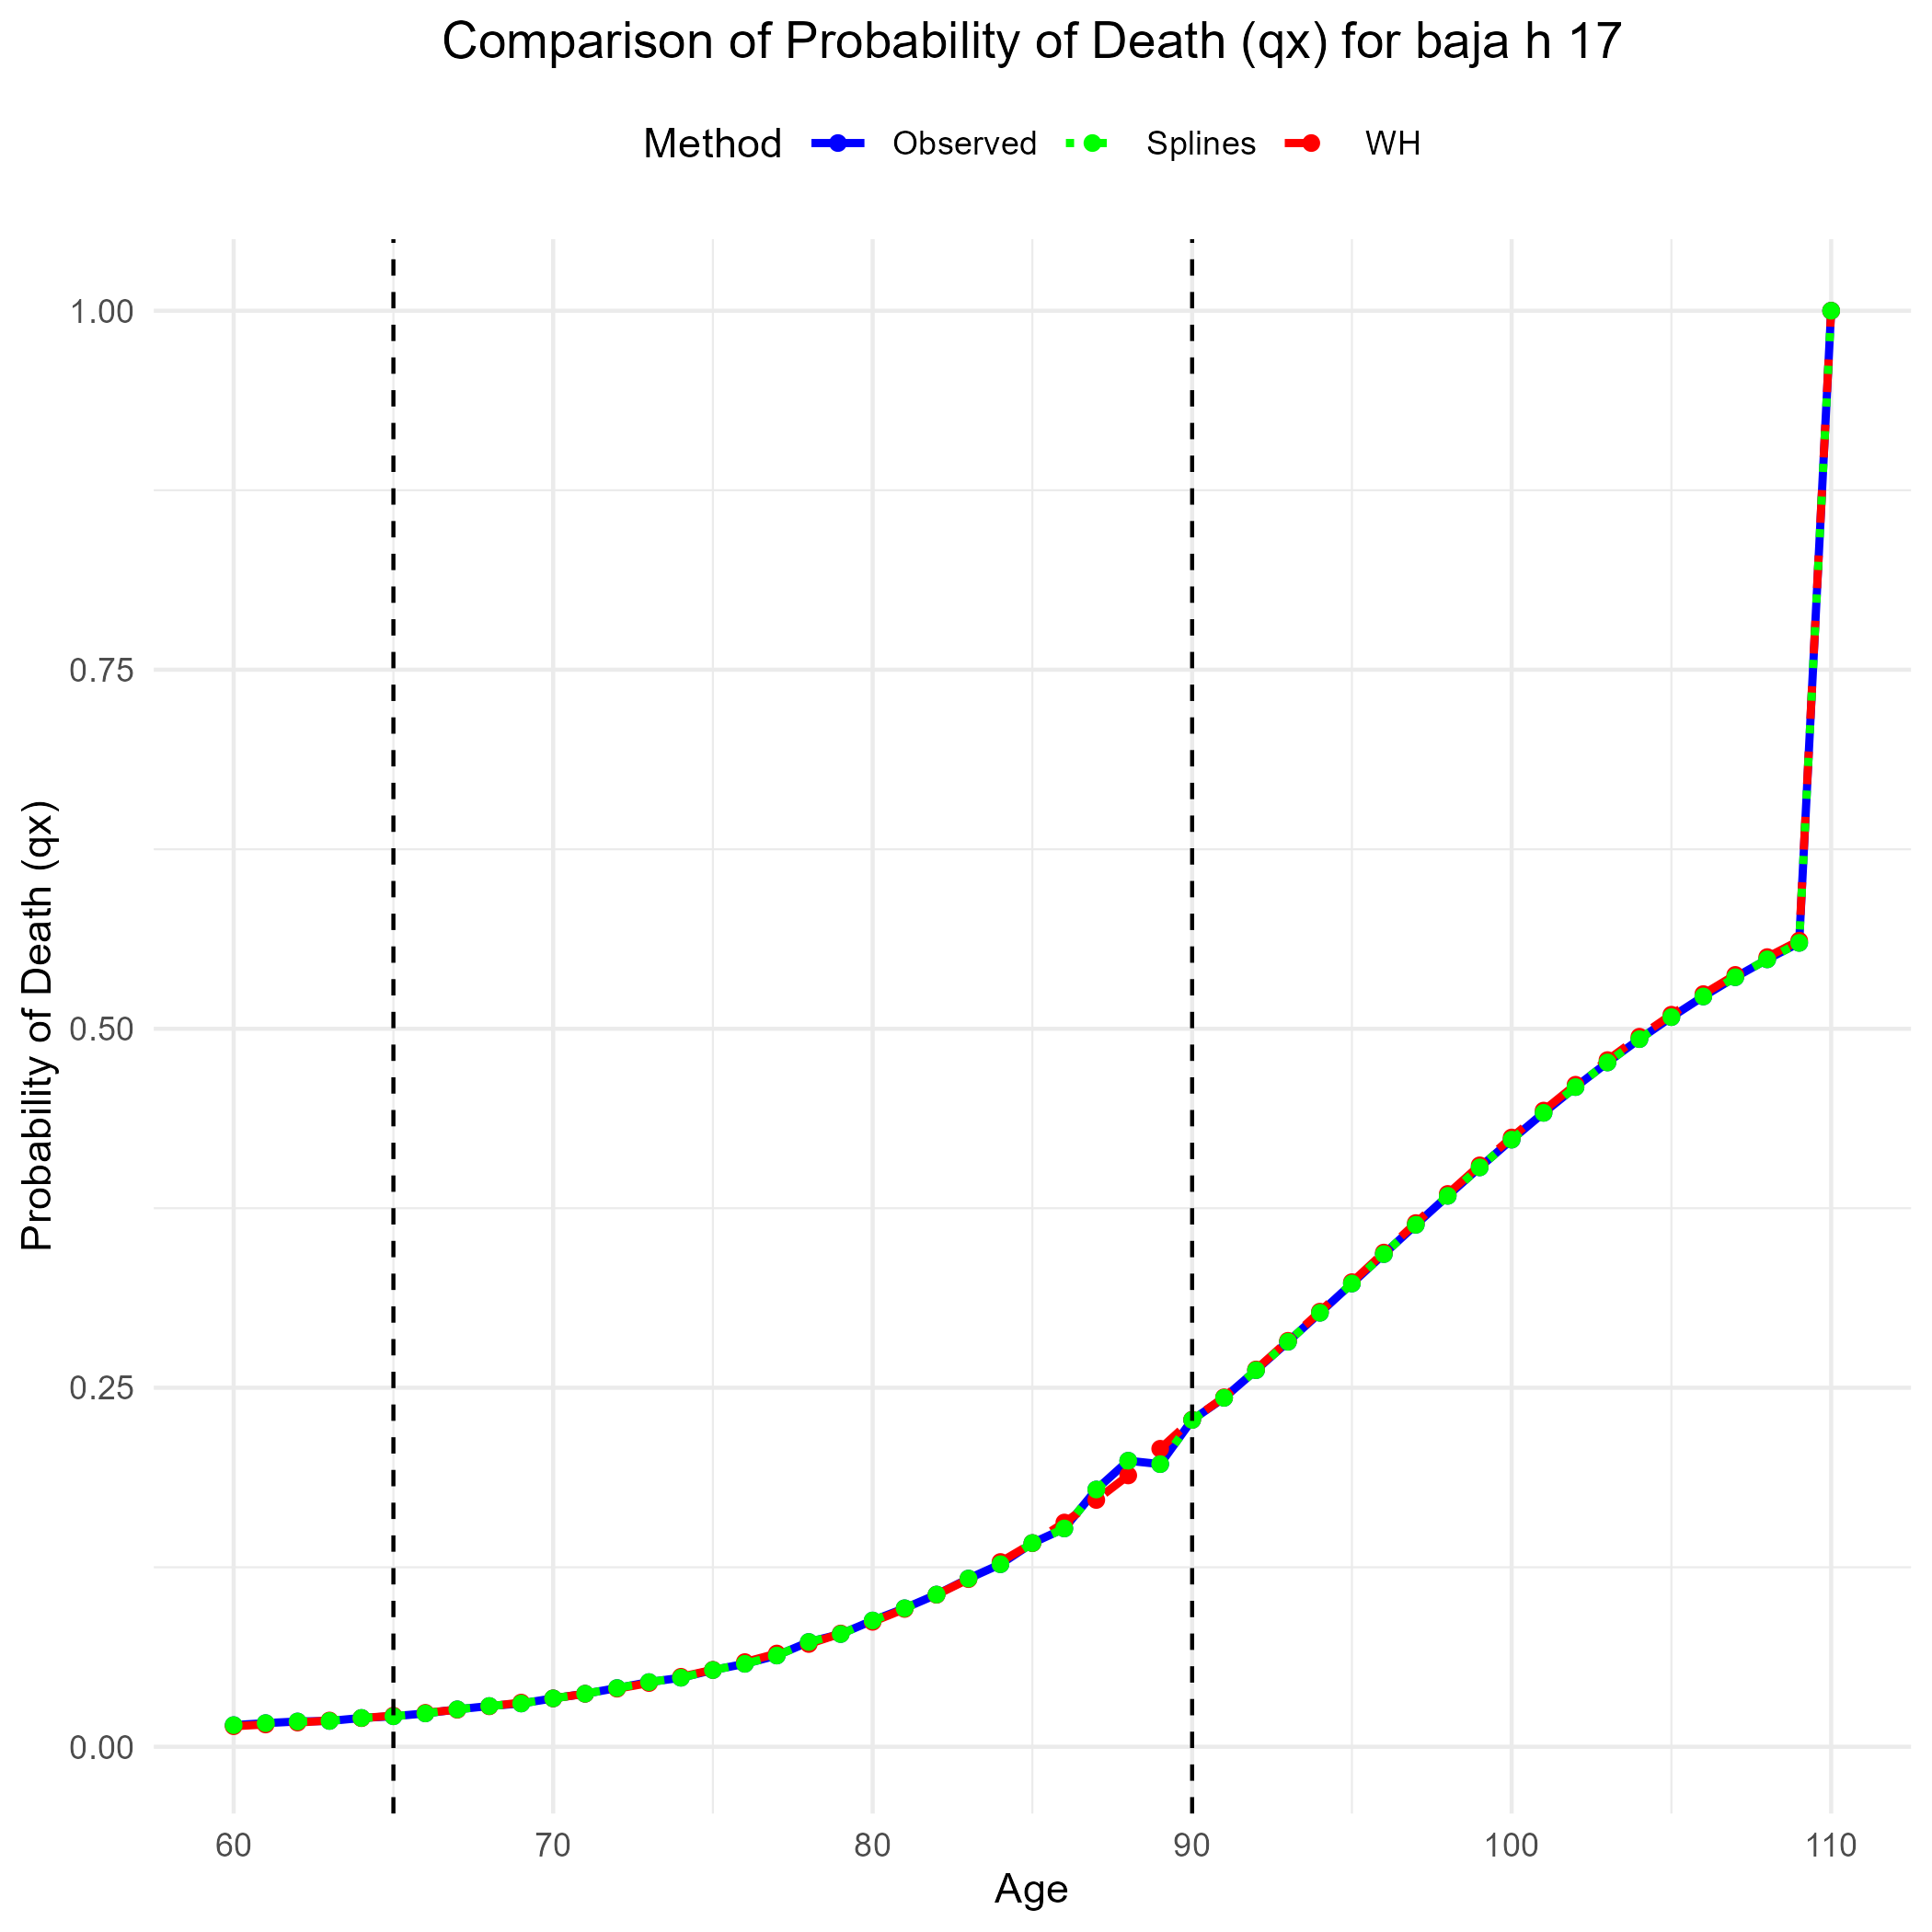 Comparison of Probability of Death (qx) for baja h 17
Method Observed Splines WH
1.00
0.75
0.50
0.25
0.00
Probability of Death (qx)
60 70 80 90 100 110
Age